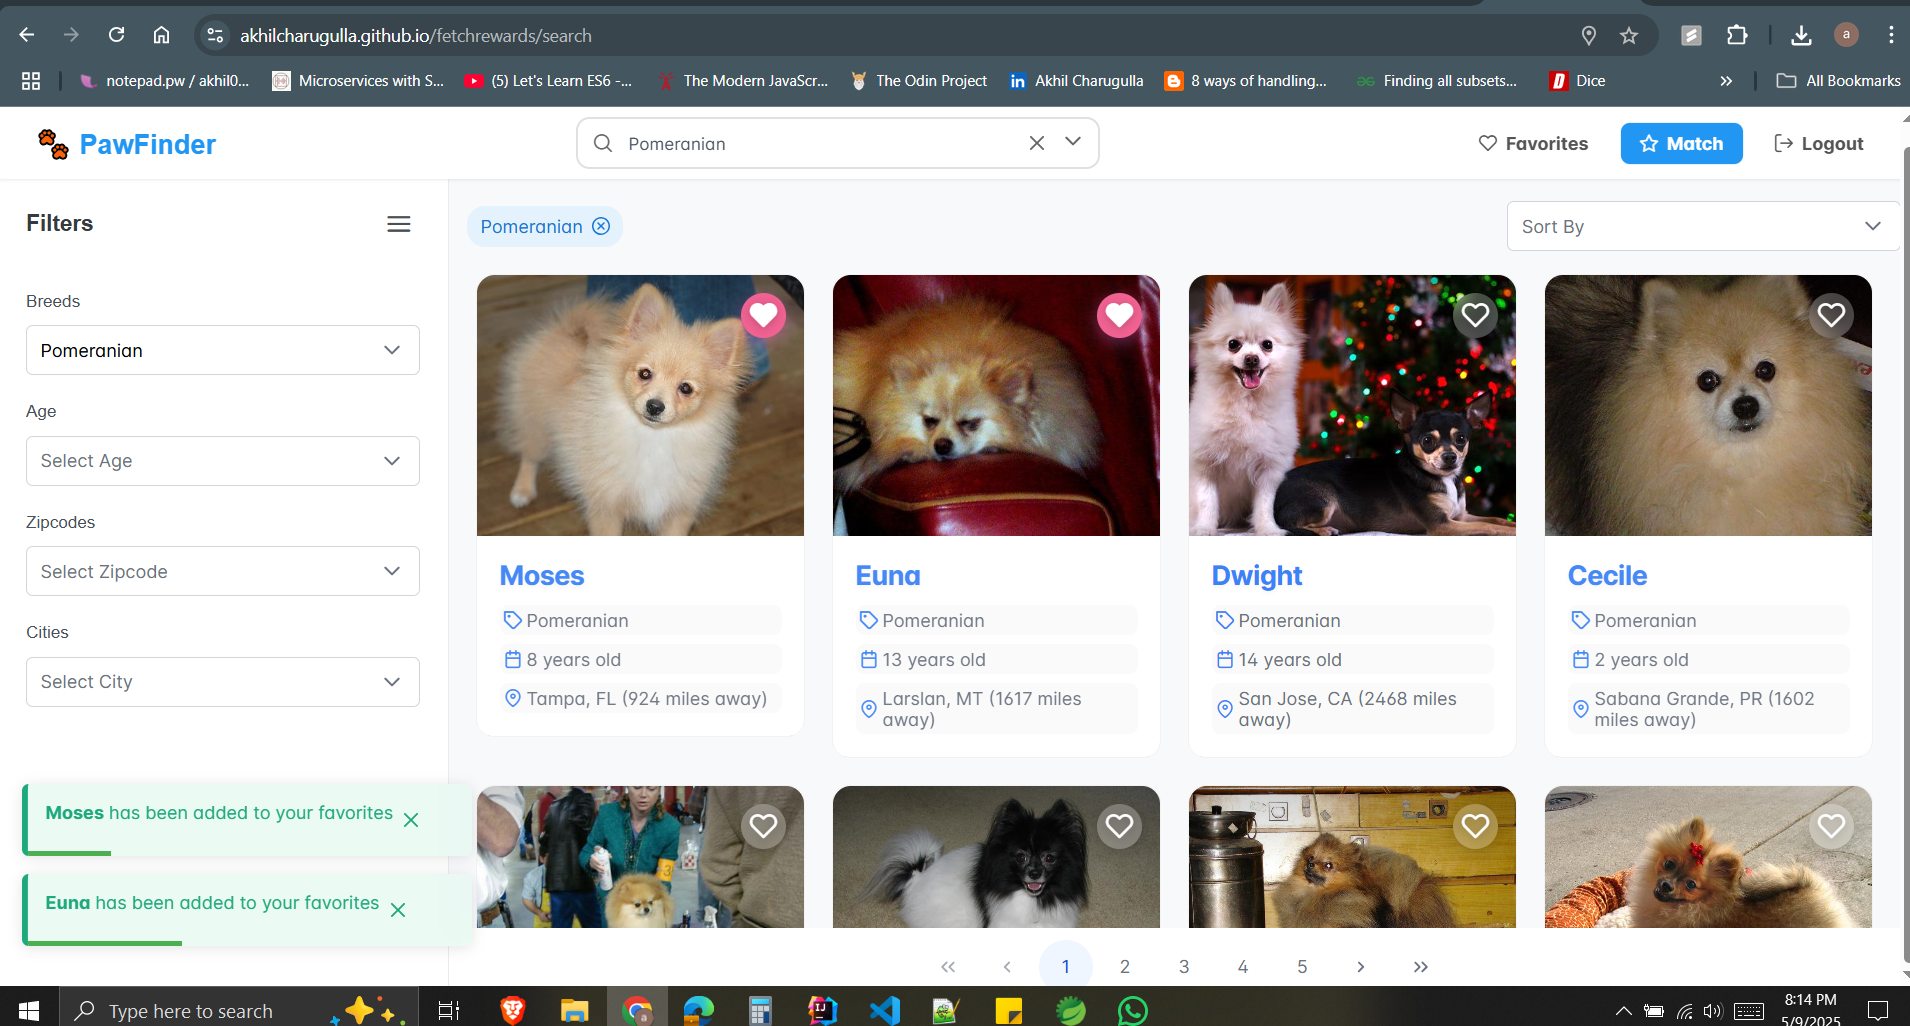 akhilcharugulla.github.io/fetchrewards/search
a
notepad.pw / akhil0...
Microservices with S...
(5) Let's Learn ES6 -...
The Modern JavaScr...
The Odin Project
Akhil Charugulla
8 ways of handling...
Finding all subsets...
Dice
All Bookmarks
PawFinder
Pomeranian
Favorites
Match
Logout
Filters
Pomeranian
Sort By
Breeds
Pomeranian
Age
Select Age
Zipcodes
Select Zipcode
Cities
Select City
Moses
Pomeranian
8 years old
Tampa, FL (924 miles away)
Euna
Pomeranian
13 years old
Larslan, MT (1617 miles
away)
Dwight
Pomeranian
14 years old
San Jose, CA (2468 miles
away)
Cecile
Pomeranian
2 years old
Sabana Grande, PR (1602
miles away)
Moses has been added to your favorites
Euna has been added to your favorites
1 2 3 4 5
Type here to search
8:14 PM
5/9/2025